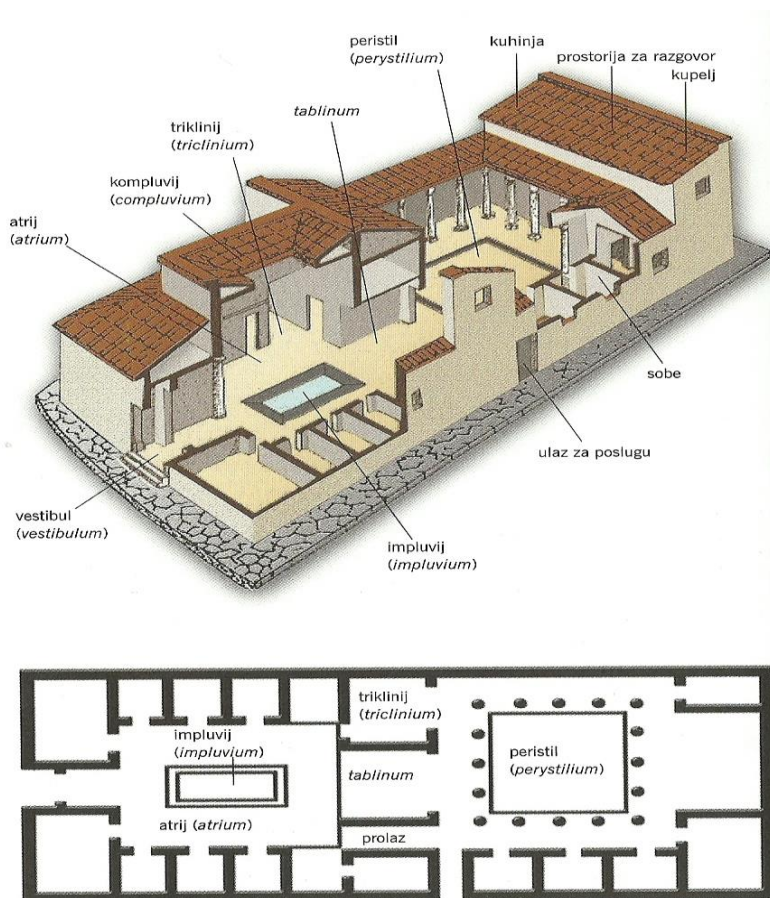 peristil
(perystilium)
kuhinja
prostorija za razgovor
kupelj
tablinum
triklinij
(triclinium)
kompluvij
(compluvium)
atrij
(atrium)
sobe
ulaz za poslugu
vestibul
(vestibulum)
impluvij
(impluvium)
triklinij
(triclinium)
impluvij
(impluvium)
peristil
(perystilium)
tablinum
atrij (atrium)
prolaz